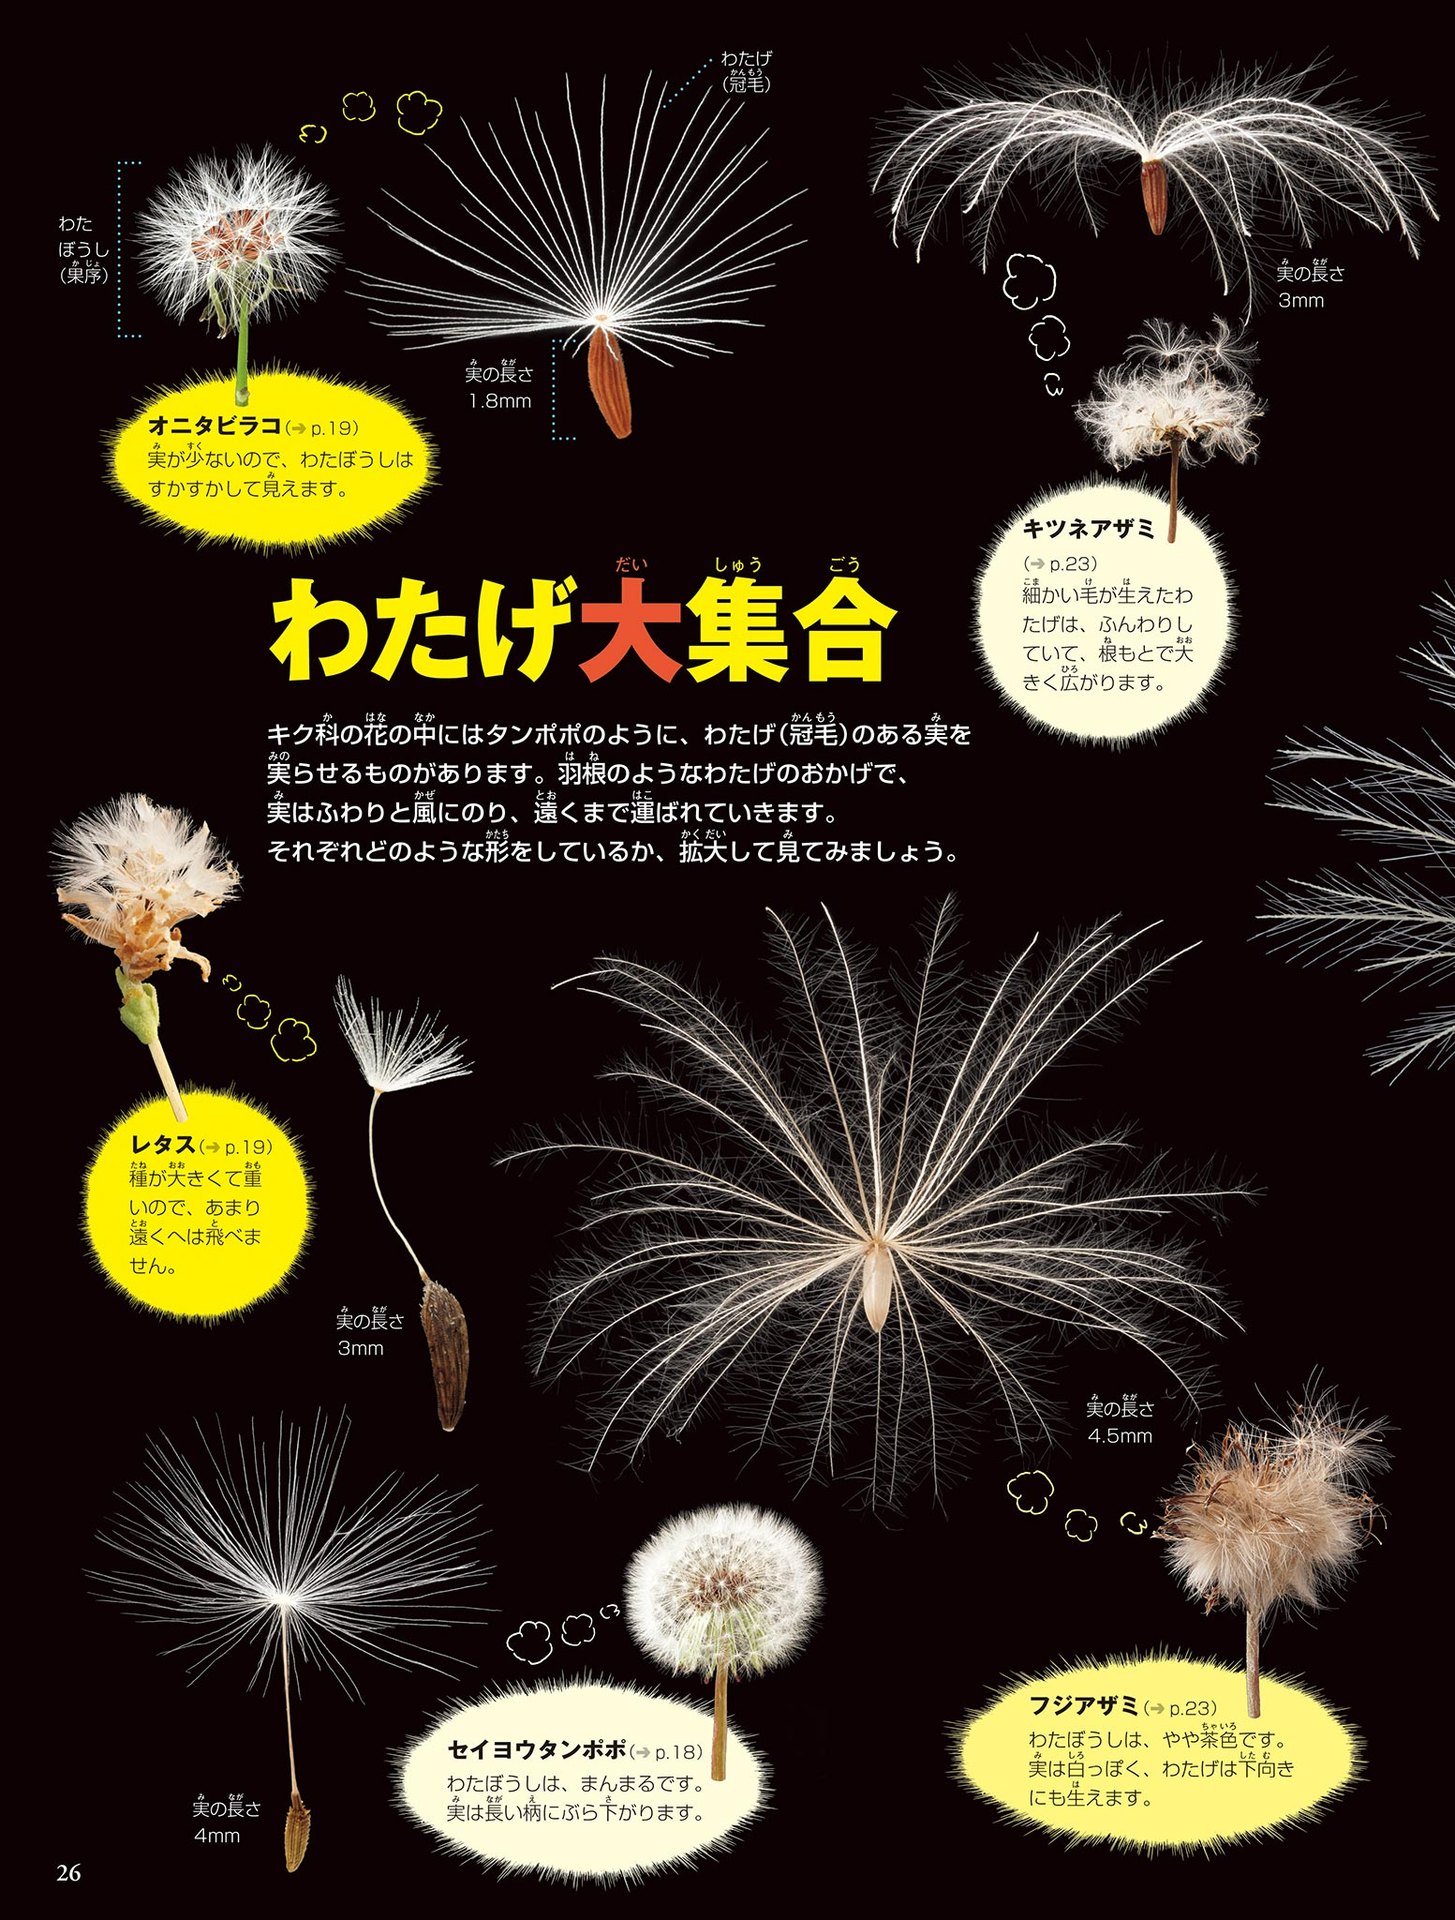 わたげ
（冠毛）
わた
ぼうし
（果序）
実の長さ
1.8mm
オニタビラコ（➔ p.19）
実が少ないので、わたぼうしは
すかすかして見えます。
実の長さ
3mm
キツネアザミ
（➔ p.23）
細かい毛が生えたわ
たげは、ふんわりし
ていて、根もとで大
きく広がります。
わたげ大集合
キク科の花の中にはタンポポのように、わたげ（冠毛）のある実を
実らせるものがあります。羽根のようなわたげのおかげで、
実はふわりと風にのり、遠くまで運ばれていきます。
それぞれどのような形をしているか、拡大して見てみましょう。
レタス（➔ p.19）
種が大きくて重
いので、あまり
遠くへは飛べま
せん。
実の長さ
3mm
実の長さ
4.5mm
フジアザミ（➔ p.23）
わたぼうしは、やや茶色です。
実は白っぽく、わたげは下向き
にも生えます。
セイヨウタンポポ（➔ p.18）
わたぼうしは、まんまるです。
実は長い柄にぶら下がります。
実の長さ
4mm
26